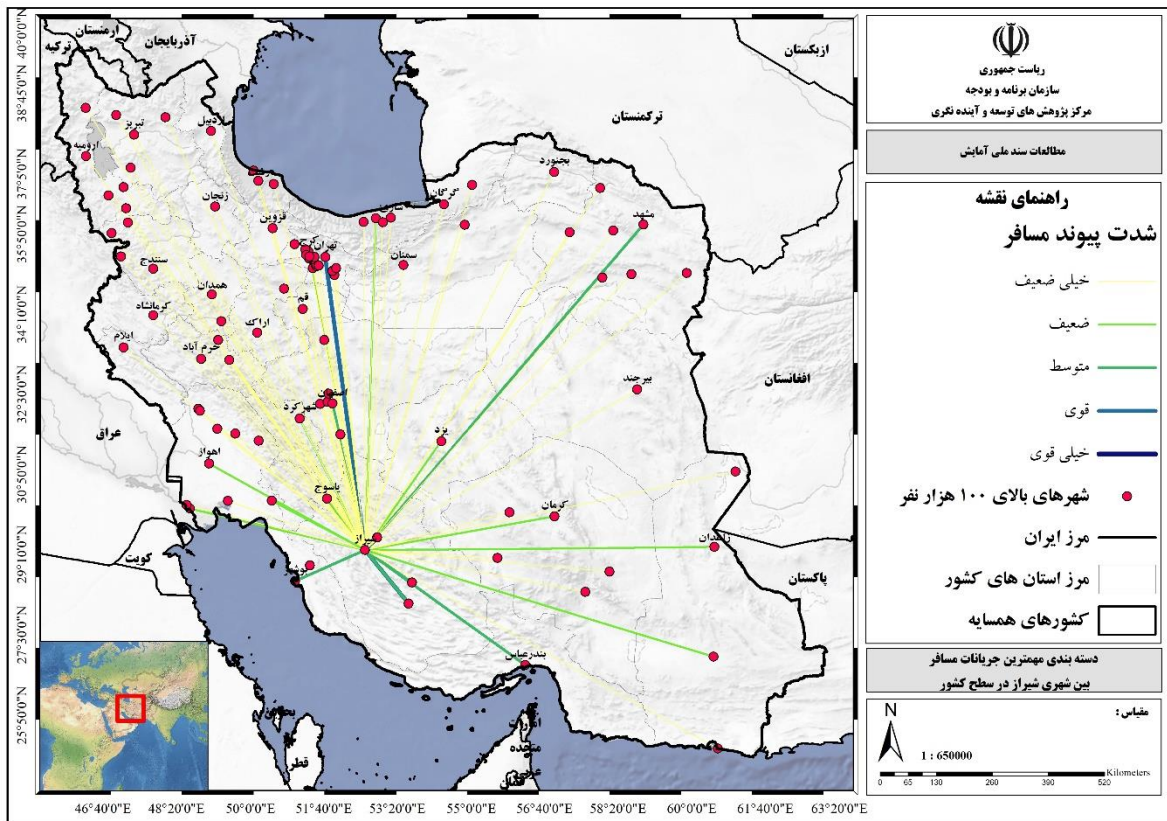 ریاست جمهوری
سازمان برنامه و بودجه
مرکز پژوهش های توسعه و آینده نگری
مطالعات سند ملی آمایش
راهنمای نقشه
شدت پیوند مسافر
خیلی ضعیف
ضعیف
متوسط
قوی
خیلی قوی
شهرهای بالای ۱۰۰ هزار نفر
مرز ایران
مرز استان های کشور
کشورهای همسایه
دسته بندی مهمترین جریانات مسافر
بین شهری شیراز در سطح کشور
مقیاس :
N
1 : 650000
Kilometers
0 65 130 260 390 520
ارمنستان
ترکیه
آذربایجان
ازبکستان
ترکمنستان
افغانستان
پاکستان
عراق
کویت
قطر
امارات
متحده
تبریز
ارومیه
زنجان
قزوین
گرگان
بجنورد
مشهد
کرج
تهران
سمنان
سنندج
همدان
قم
کرمانشاه
اراک
ایلام
خرم آباد
بیرجند
اصفهان
شهرکرد
یزد
اهواز
یاسوج
کرمان
شیراز
زاهدان
بندرعباس
40°0'0"N
38°45'0"N
37°5'0"N
35°50'0"N
34°10'0"N
32°30'0"N
30°50'0"N
29°10'0"N
27°30'0"N
25°50'0"N
46°40'0"E
48°20'0"E
50°0'0"E
51°40'0"E
53°20'0"E
55°0'0"E
56°40'0"E
58°20'0"E
60°0'0"E
61°40'0"E
63°20'0"E